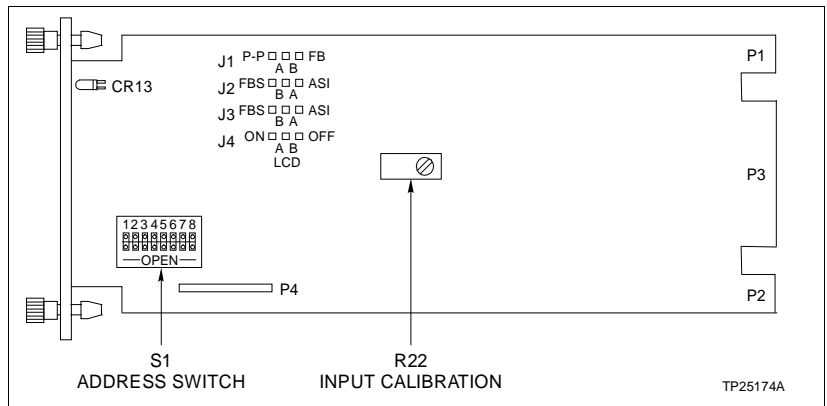 J1 P-P FB
A B
J2 FBS ASI
B A
J3 FBS ASI
B A
J4 ON OFF
A B
LCD
CR13
P1
P3
P2
12345678
OPEN
P4
S1
ADDRESS SWITCH
R22
INPUT CALIBRATION
TP25174A